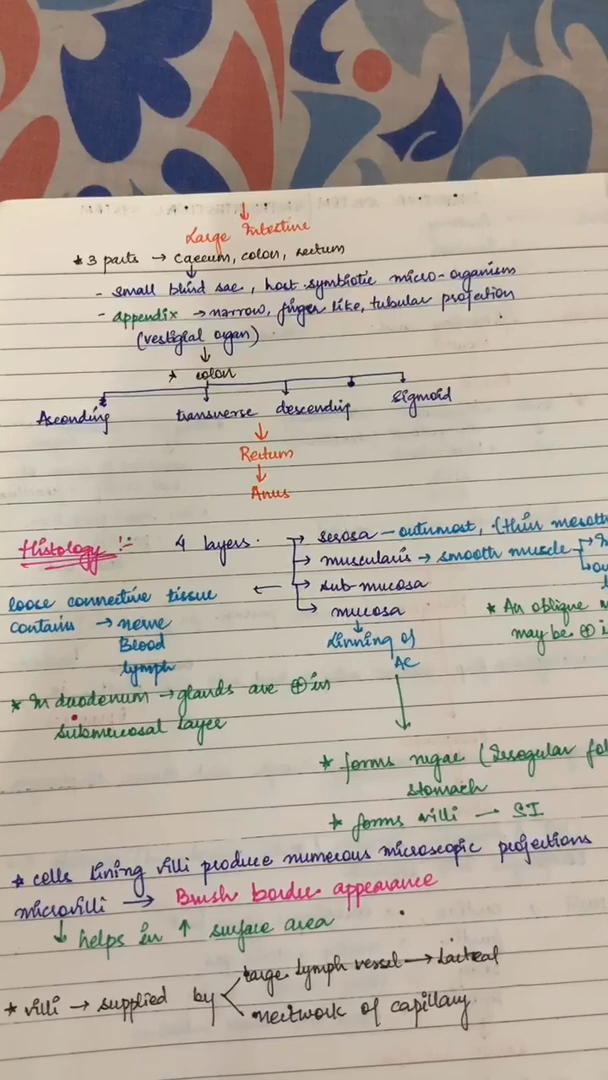 ↓
Large Intestine
* 3 parts → Caecum, colon, rectum
↓
- small blind sac, host symbiotic micro-organism
- appendix → narrow, finger like, tubular projection
(vestigial organ)
↓
* colon
Ascending transverse descending sigmoid
↓
Rectum
↓
Anus
Histology :- 4 layers. → serosa – outermost, (thin
→ muscularis → smooth muscle
→ sub-mucosa
→ mucosa
loose connective tissue ←
contains → nerve
Blood
lymph
↓
Linning of
AC
* An oblique
may be ⊕
* In duodenum → glands are ⊕ in
submucosal layer
↓
* forms rugae (Irregular
stomach
* forms villi – SI
* cells lining villi produce numerous microscopic projections
microvilli → Brush border appearance
↓ helps in ↑ surface area
* villi → supplied by < large lymph vessel → Lacteal
network of capillary